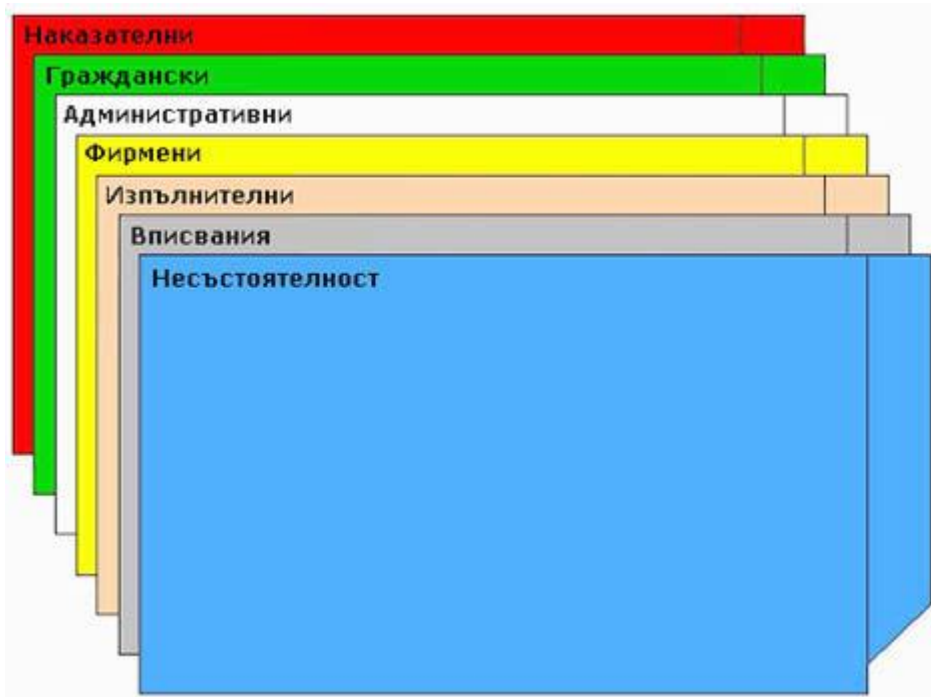 Наказателни
Граждански
Административни
Фирмени
Изпълнителни
Вписвания
Несъстоятелност